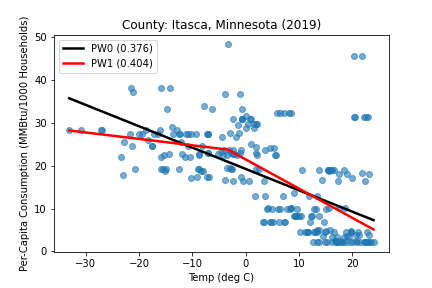 County: Itasca, Minnesota (2019)
PW0 (0.376)
PW1 (0.404)
Per-Capita Consumption (MMBtu/1000 Households)
50
40
30
20
10
0
−30 −20 −10 0 10 20
Temp (deg C)